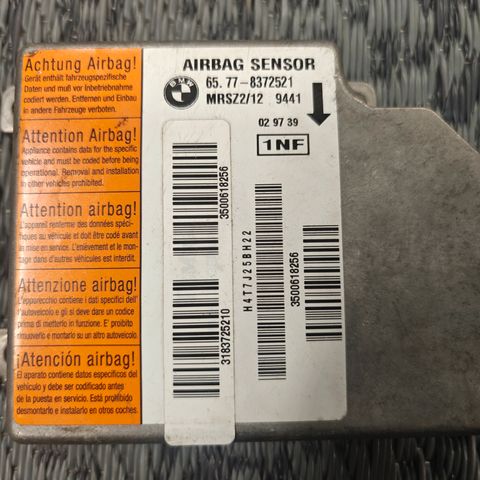 Achtung Airbag!
Gerät enthält fahrzeugspezifische
Daten und muß vor Inbetriebnahme
codiert werden. Entfernen und Einbau
in andere Fahrzeuge verboten.
Attention Airbag!
Appliance contains data for the specific
vehicle and must be coded before being
operational. Removal and installation
in other vehicles prohibited.
Attention airbag!
L'appareil renferme des données spéci-
fiques au véhicule et doit être codé avant
la mise en service. L'enlèvement et le mon-
tage dans d'autres véhicules est interdit.
Attenzione airbag!
L'apparecchio contiene i dati specifici dell'
autoveicolo e gli si deve dare un codice
prima di metterlo in funzione. E' proibito
rimuoverlo e montarlo su un altro autoveicolo.
¡Atención airbag!
El aparato contiene datos específicos del
vehículo y debe ser codificado antes
de la puesta en servicio. Está prohibido
desmontarlo e instalarlo en otros coches.
AIRBAG SENSOR
BMW
65.77-8372521
MRSZ2/12 9441
02 97 39
1NF
3500618256
3183725210
H4T7J25BH22
3500618256